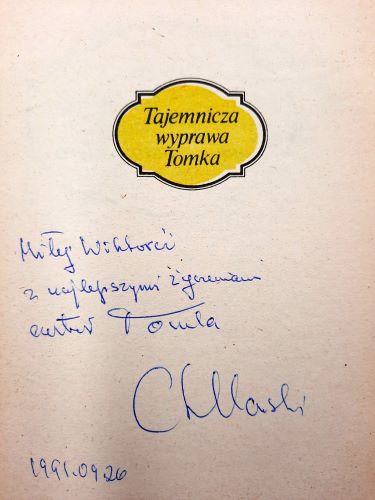 Tajemnicza
wyprawa
Tomka
Miłej Wiktorii
z najlepszymi życzeniami
autor Tomka
1991.09.26